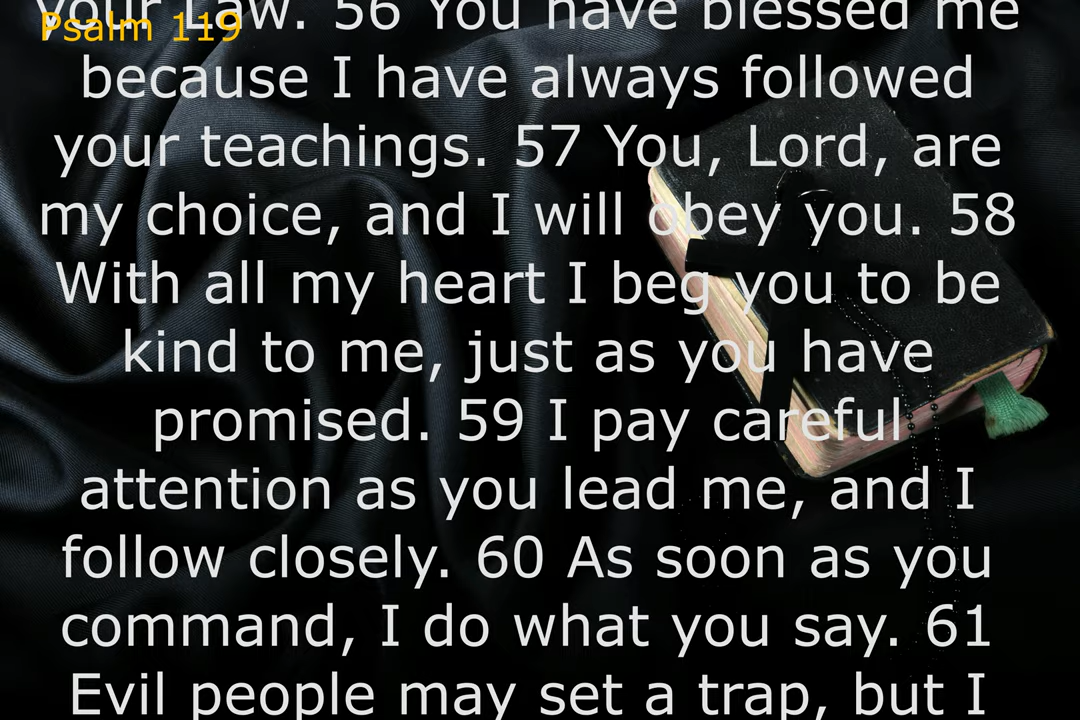 your Law. 56 You have blessed me
Psalm 119
because I have always followed
your teachings. 57 You, Lord, are
my choice, and I will obey you. 58
With all my heart I beg you to be
kind to me, just as you have
promised. 59 I pay careful
attention as you lead me, and I
follow closely. 60 As soon as you
command, I do what you say. 61
Evil people may set a trap, but I